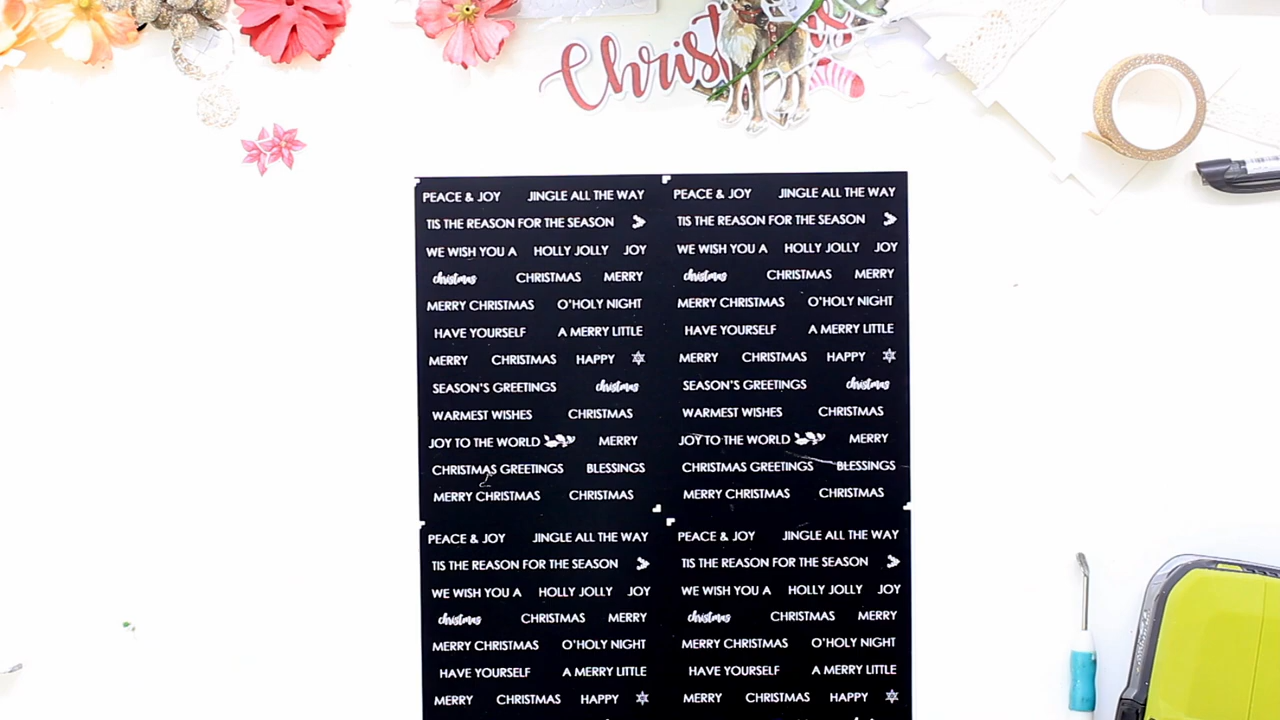 Christ
PEACE & JOY JINGLE ALL THE WAY PEACE & JOY JINGLE ALL THE WAY
TIS THE REASON FOR THE SEASON TIS THE REASON FOR THE SEASON
WE WISH YOU A HOLLY JOLLY JOY WE WISH YOU A HOLLY JOLLY JOY
christmas CHRISTMAS MERRY christmas CHRISTMAS MERRY
MERRY CHRISTMAS O'HOLY NIGHT MERRY CHRISTMAS O'HOLY NIGHT
HAVE YOURSELF A MERRY LITTLE HAVE YOURSELF A MERRY LITTLE
MERRY CHRISTMAS HAPPY MERRY CHRISTMAS HAPPY
SEASON'S GREETINGS christmas SEASON'S GREETINGS christmas
WARMEST WISHES CHRISTMAS WARMEST WISHES CHRISTMAS
JOY TO THE WORLD MERRY JOY TO THE WORLD MERRY
CHRISTMAS GREETINGS BLESSINGS CHRISTMAS GREETINGS BLESSINGS
MERRY CHRISTMAS CHRISTMAS MERRY CHRISTMAS CHRISTMAS
PEACE & JOY JINGLE ALL THE WAY PEACE & JOY JINGLE ALL THE WAY
TIS THE REASON FOR THE SEASON TIS THE REASON FOR THE SEASON
WE WISH YOU A HOLLY JOLLY JOY WE WISH YOU A HOLLY JOLLY JOY
christmas CHRISTMAS MERRY christmas CHRISTMAS MERRY
MERRY CHRISTMAS O'HOLY NIGHT MERRY CHRISTMAS O'HOLY NIGHT
HAVE YOURSELF A MERRY LITTLE HAVE YOURSELF A MERRY LITTLE
MERRY CHRISTMAS HAPPY MERRY CHRISTMAS HAPPY